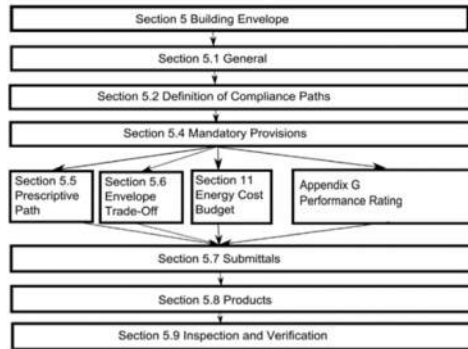 Section 5 Building Envelope
Section 5.1 General
Section 5.2 Definition of Compliance Paths
Section 5.4 Mandatory Provisions
Section 5.5
Prescriptive
Path
Section 5.6
Envelope
Trade-Off
Section 11
Energy Cost
Budget
Appendix G
Performance Rating
Section 5.7 Submittals
Section 5.8 Products
Section 5.9 Inspection and Verification